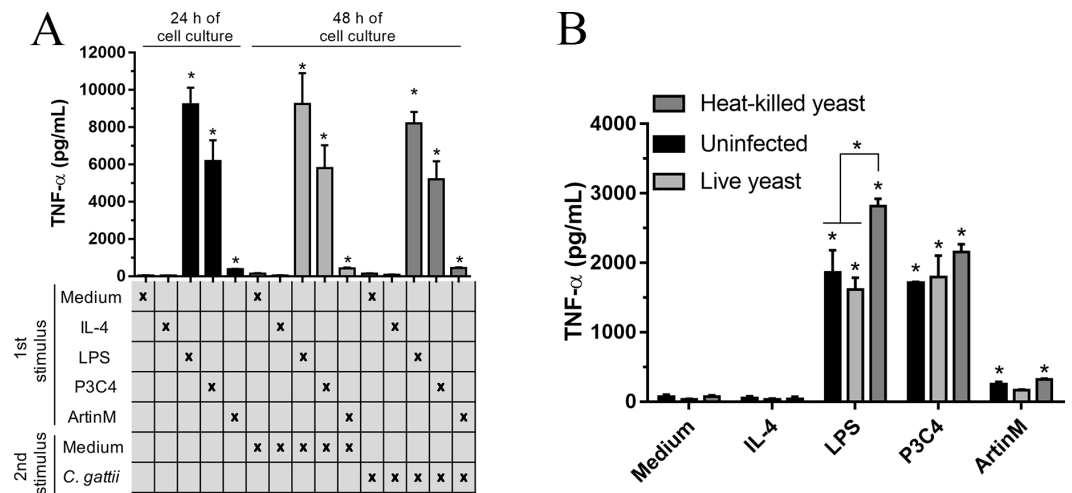 A
24 h of
cell culture
48 h of
cell culture
TNF-α (pg/mL)
12000
10000
8000
6000
4000
2000
0
* * * * * * * * *
1st
stimulus
Medium x x x
IL-4 x x x
LPS x x x
P3C4 x x x
ArtinM x x x
2nd
stimulus
Medium x x x x x
C. gattii x x x x x
B
Heat-killed yeast
Uninfected
Live yeast
TNF-α (pg/mL)
4000
3000
2000
1000
0
*
* * * * * * * *
Medium
IL-4
LPS
P3C4
ArtinM